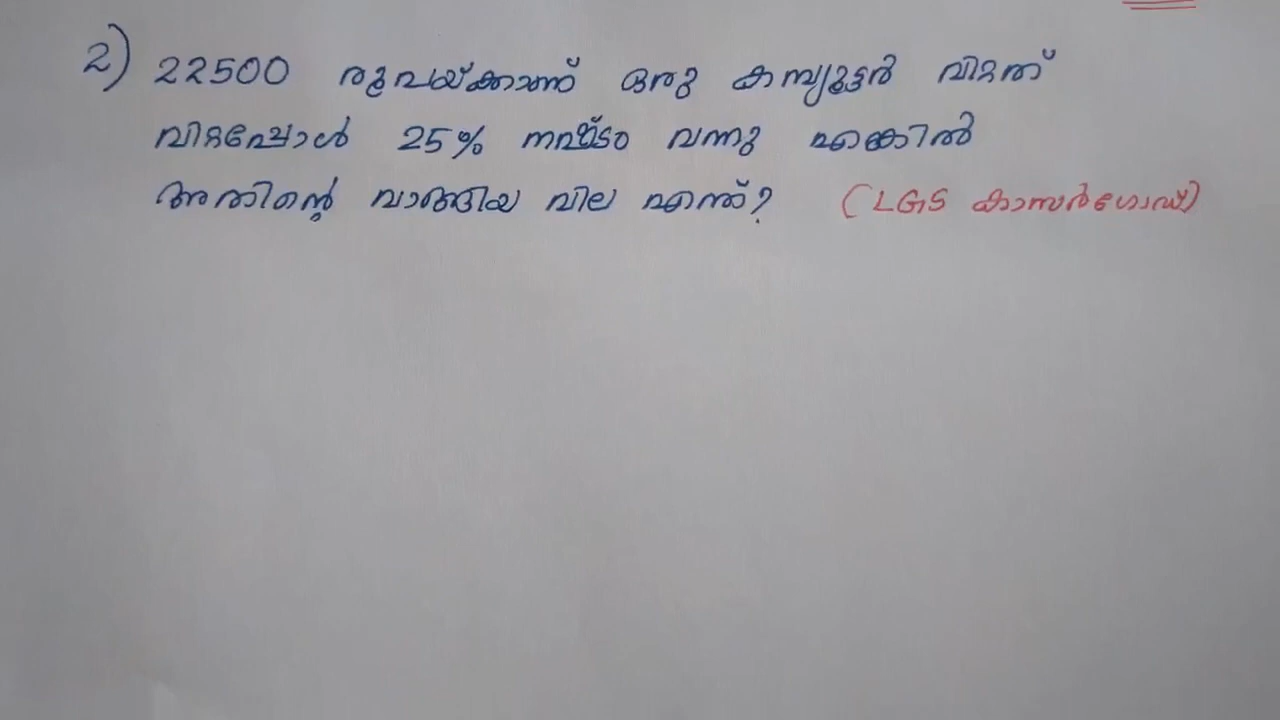 2) 22500 രൂപയ്ക്കാണ് ഒരു കമ്പ്യൂട്ടർ വിറ്റത്
വിറ്റപ്പോൾ 25% നഷ്ടം വന്നു എങ്കിൽ
അതിന്റെ വാങ്ങിയ വില എന്ത്? (LGS കാസർഗോഡ്)